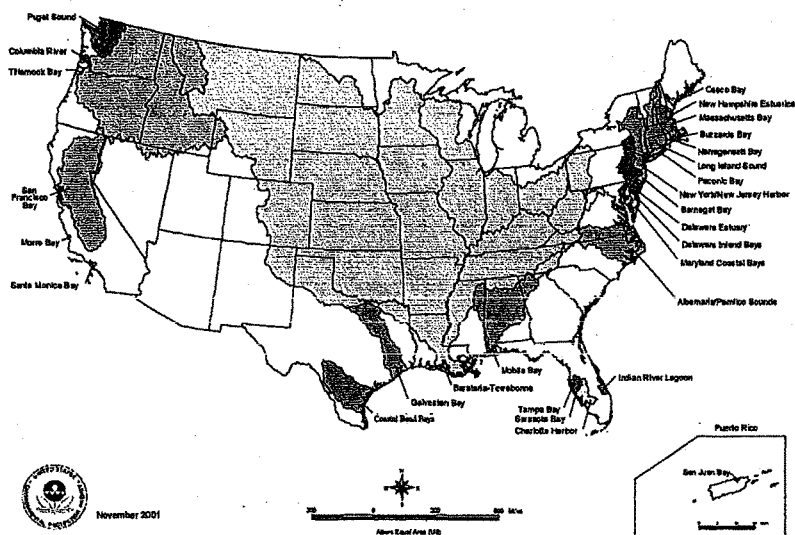 Puget Sound
Columbia River
Tillamook Bay
San
Francisco
Bay
Morro Bay
Santa Monica Bay
Casco Bay
New Hampshire Estuaries
Massachusetts Bay
Buzzards Bay
Narragansett Bay
Long Island Sound
Peconic Bay
New York/New Jersey Harbor
Barnegat Bay
Delaware Estuary
Delaware Inland Bays
Maryland Coastal Bays
Albemarle/Pamlico Sounds
Mobile Bay
Barataria-Terrebonne
Galveston Bay
Coastal Bend Bays
Indian River Lagoon
Tampa Bay
Sarasota Bay
Charlotte Harbor
Puerto Rico
San Juan Bay
November 2001
Albers Equal Area